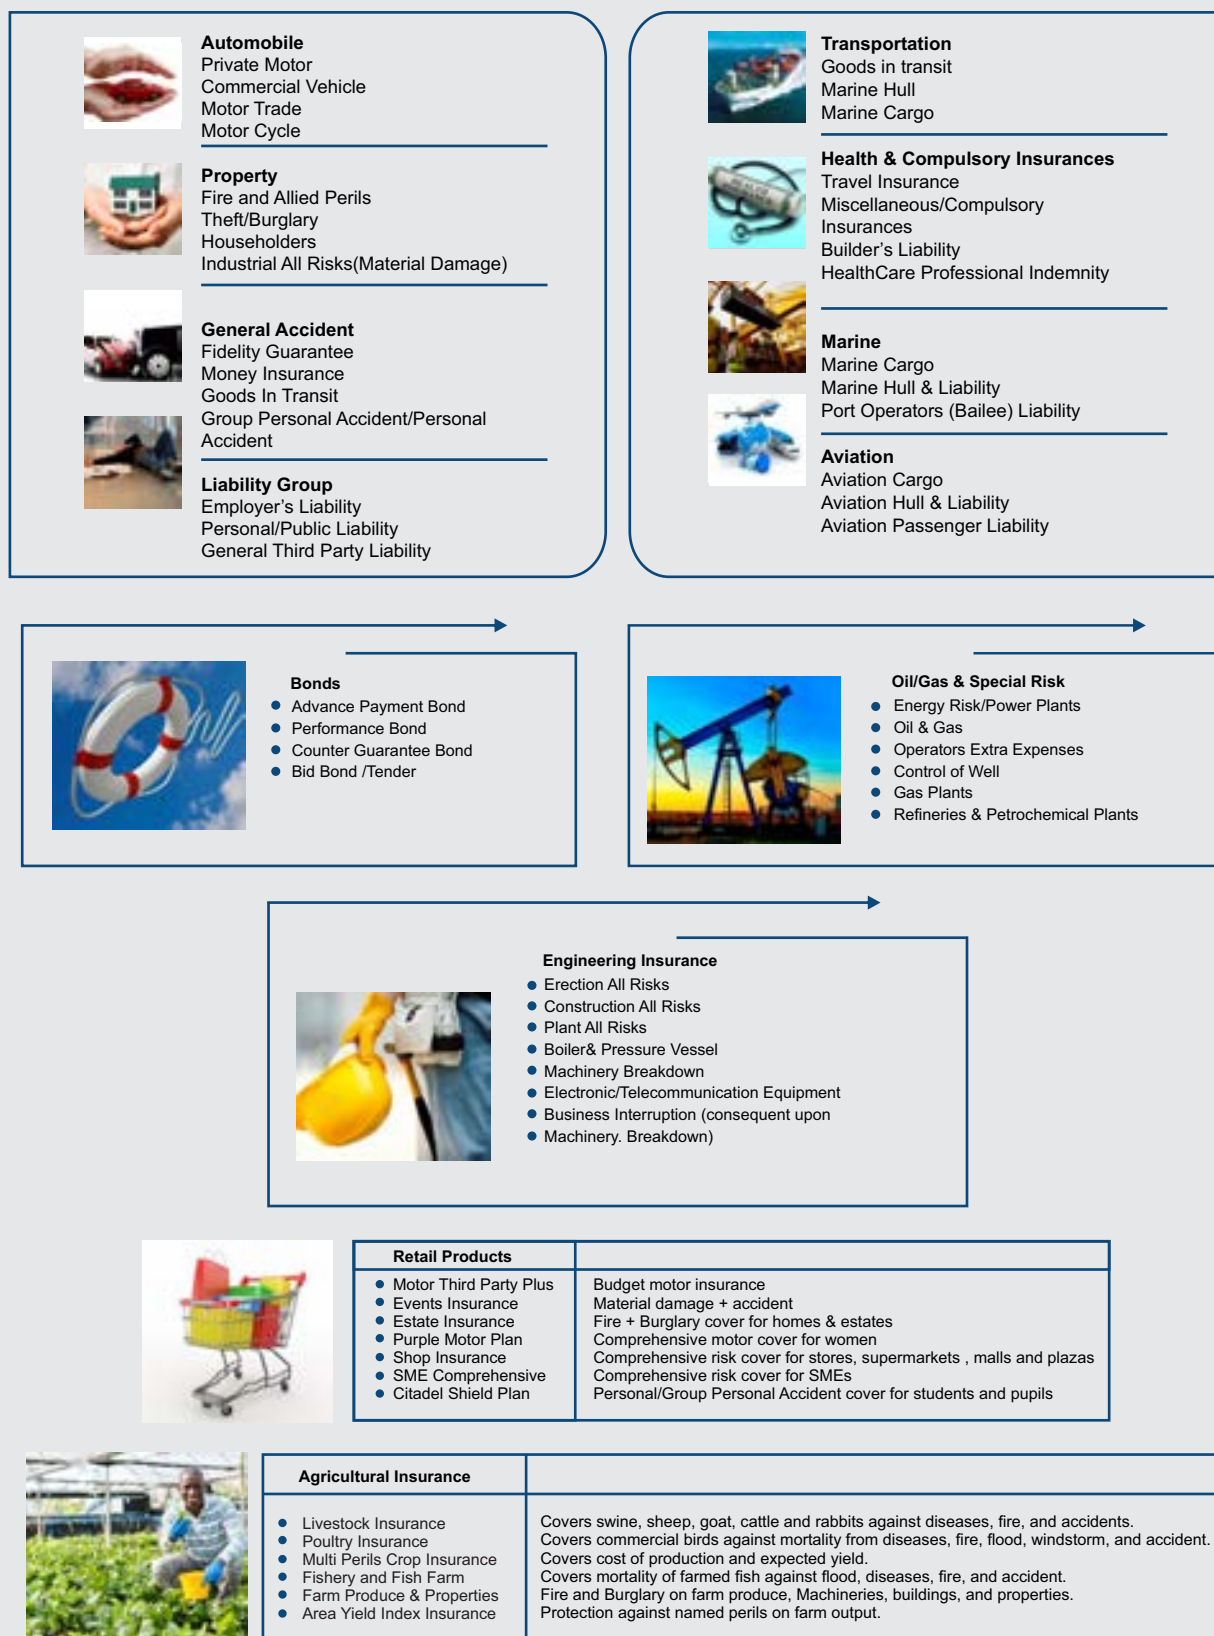 Automobile
Private Motor
Commercial Vehicle
Motor Trade
Motor Cycle
Property
Fire and Allied Perils
Theft/Burglary
Householders
Industrial All Risks(Material Damage)
General Accident
Fidelity Guarantee
Money Insurance
Goods In Transit
Group Personal Accident/Personal
Accident
Liability Group
Employer's Liability
Personal/Public Liability
General Third Party Liability
Transportation
Goods in transit
Marine Hull
Marine Cargo
Health & Compulsory Insurances
Travel Insurance
Miscellaneous/Compulsory
Insurances
Builder's Liability
HealthCare Professional Indemnity
Marine
Marine Cargo
Marine Hull & Liability
Port Operators (Bailee) Liability
Aviation
Aviation Cargo
Aviation Hull & Liability
Aviation Passenger Liability
Bonds
Advance Payment Bond
Performance Bond
Counter Guarantee Bond
Bid Bond /Tender
Oil/Gas & Special Risk
Energy Risk/Power Plants
Oil & Gas
Operators Extra Expenses
Control of Well
Gas Plants
Refineries & Petrochemical Plants
Engineering Insurance
Erection All Risks
Construction All Risks
Plant All Risks
Boiler& Pressure Vessel
Machinery Breakdown
Electronic/Telecommunication Equipment
Business Interruption (consequent upon
Machinery. Breakdown)
Retail Products
Motor Third Party Plus Budget motor insurance
Events Insurance Material damage + accident
Estate Insurance Fire + Burglary cover for homes & estates
Purple Motor Plan Comprehensive motor cover for women
Shop Insurance Comprehensive risk cover for stores, supermarkets , malls and plazas
SME Comprehensive Comprehensive risk cover for SMEs
Citadel Shield Plan Personal/Group Personal Accident cover for students and pupils
Agricultural Insurance
Livestock Insurance Covers swine, sheep, goat, cattle and rabbits against diseases, fire, and accidents.
Poultry Insurance Covers commercial birds against mortality from diseases, fire, flood, windstorm, and accident.
Multi Perils Crop Insurance Covers cost of production and expected yield.
Fishery and Fish Farm Covers mortality of farmed fish against flood, diseases, fire, and accident.
Farm Produce & Properties Fire and Burglary on farm produce, Machineries, buildings, and properties.
Area Yield Index Insurance Protection against named perils on farm output.